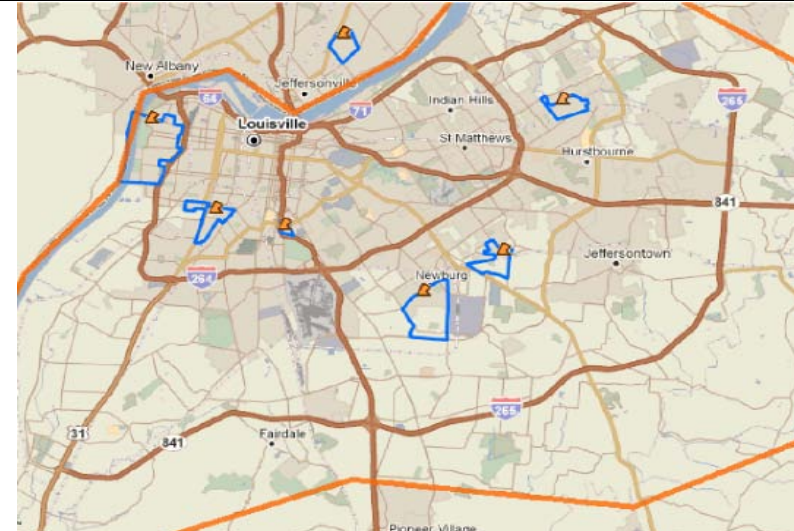 New Albany
Jeffersonville
64
71
Indian Hills
265
Louisville
St Matthews
Hurstbourne
841
Jeffersontown
Newburg
264
265
31
841
Fairdale
Pioneer Village